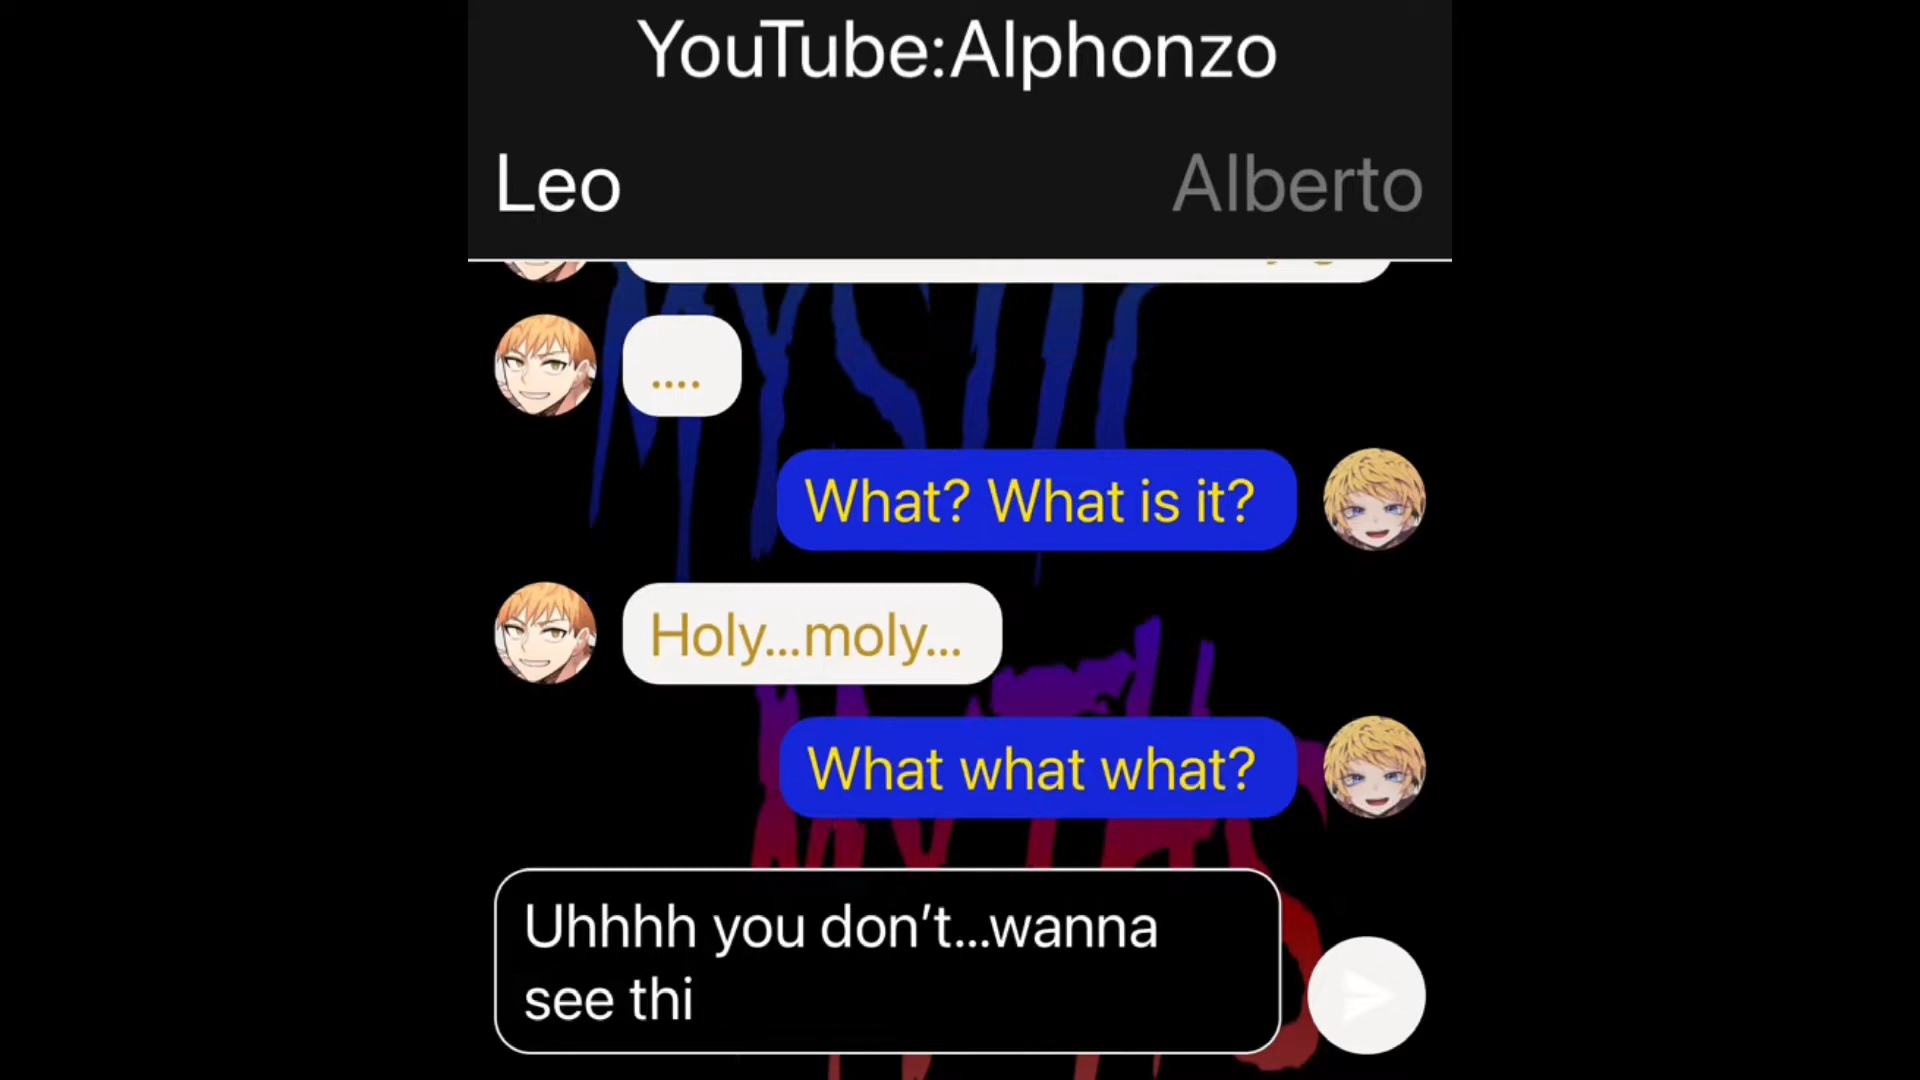 YouTube:Alphonzo
Leo
Alberto
....
What? What is it?
Holy...moly...
What what what?
Uhhhh you don’t...wanna
see thi